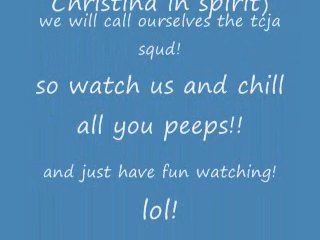 Christina in spirit)
we will call ourselves the tcja
squd!
so watch us and chill
all you peeps!!
and just have fun watching!
lol!